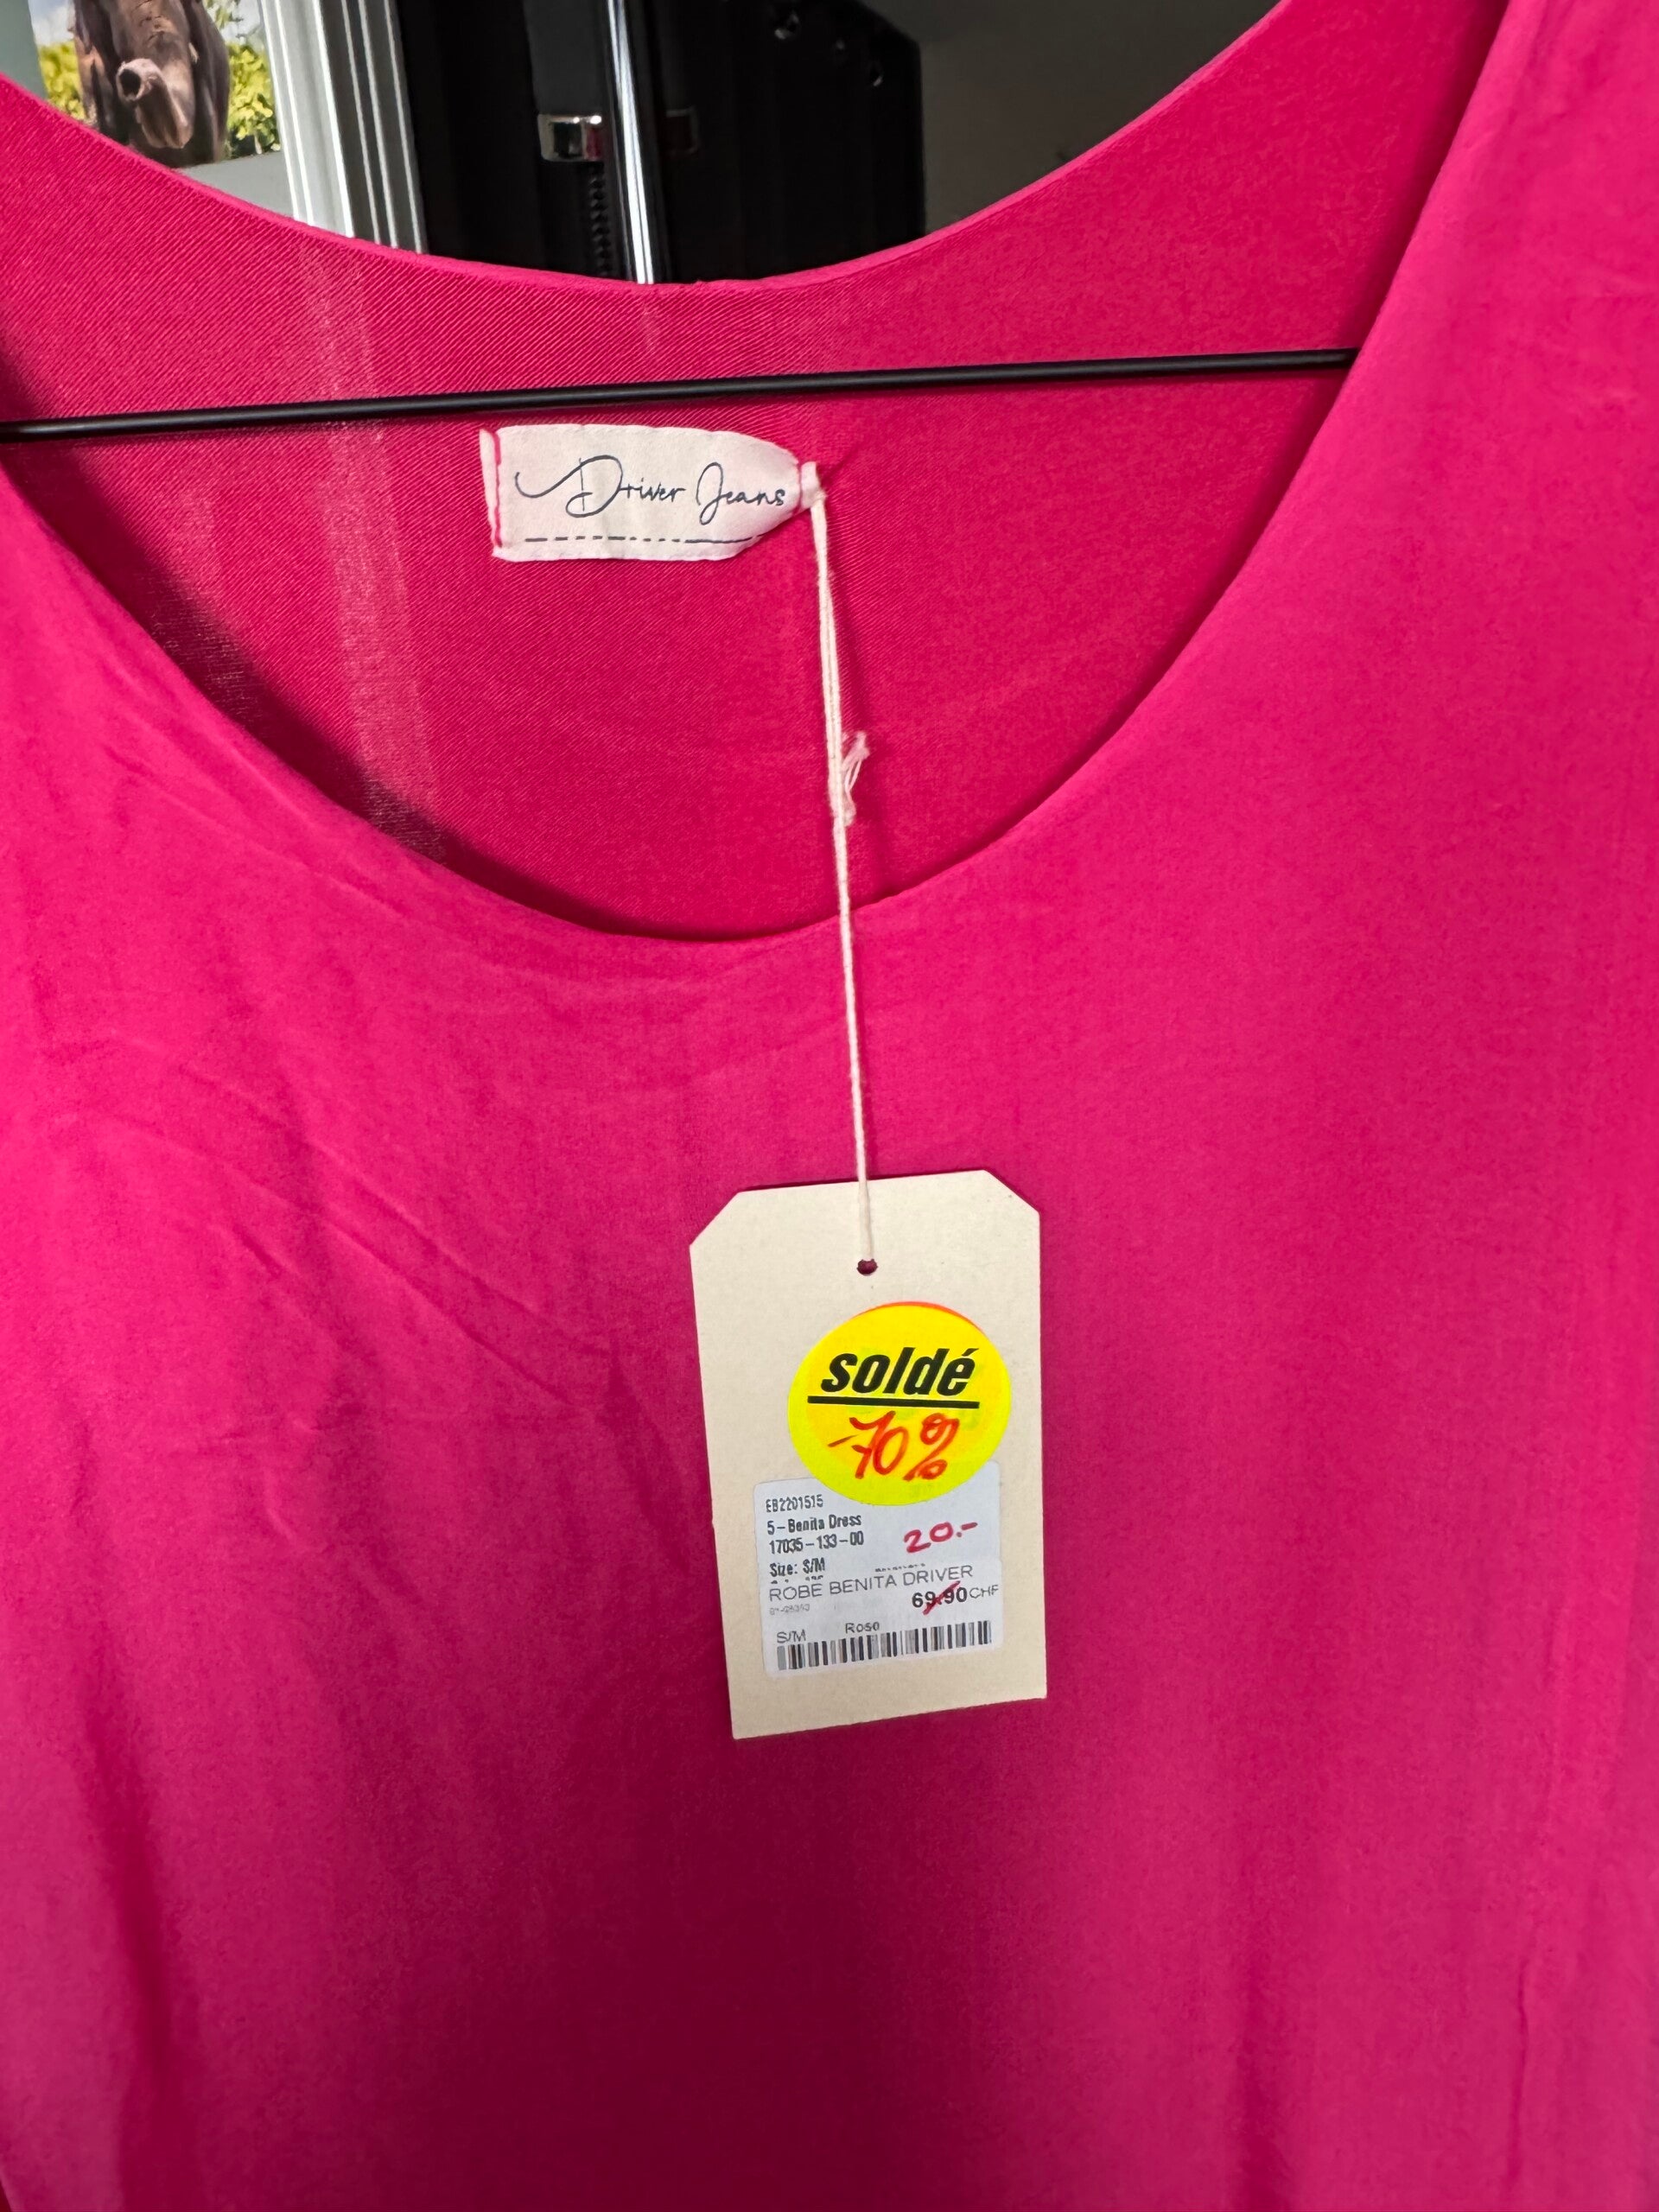 Driver Jeans
soldé
-70%
EB2201515
5-Benita Dress
17035-133-00
20.-
Size: S/M
ROBE BENITA DRIVER
69.90 CHF
S/M Rose